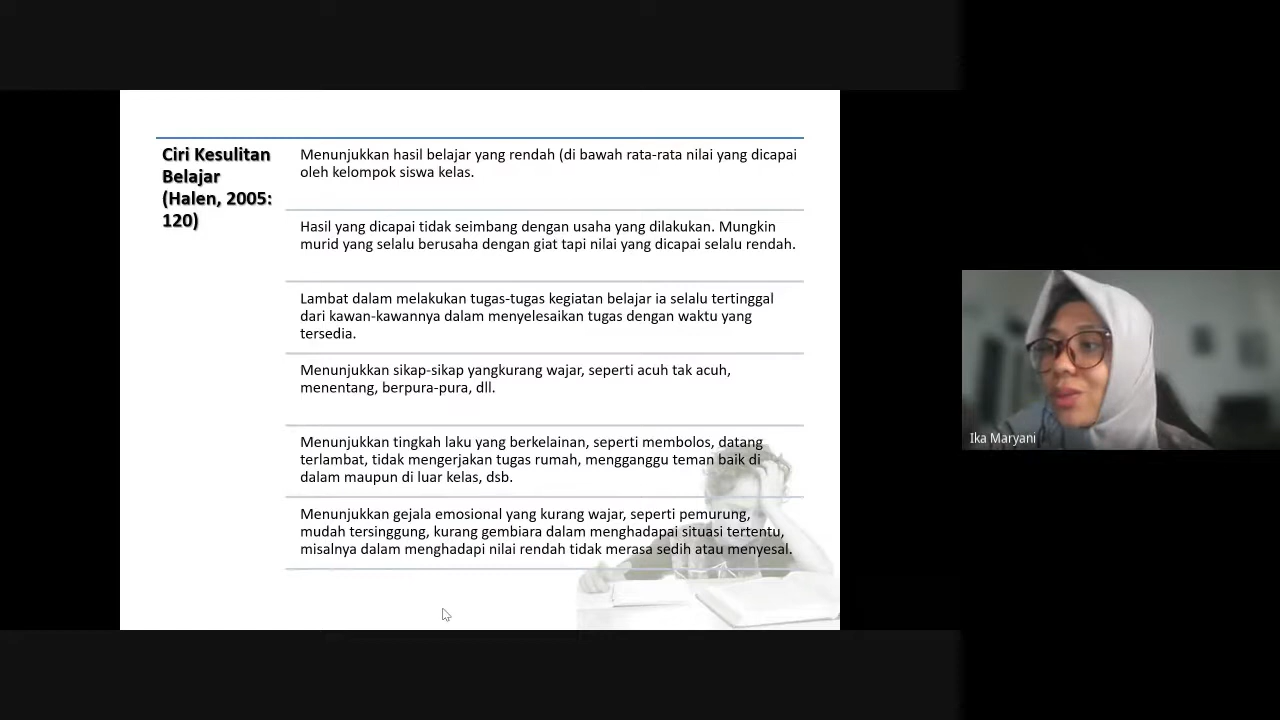 Ciri Kesulitan
Belajar
(Halen, 2005:
120)
Menunjukkan hasil belajar yang rendah (di bawah rata-rata nilai yang dicapai
oleh kelompok siswa kelas.
Hasil yang dicapai tidak seimbang dengan usaha yang dilakukan. Mungkin
murid yang selalu berusaha dengan giat tapi nilai yang dicapai selalu rendah.
Lambat dalam melakukan tugas-tugas kegiatan belajar ia selalu tertinggal
dari kawan-kawannya dalam menyelesaikan tugas dengan waktu yang
tersedia.
Menunjukkan sikap-sikap yangkurang wajar, seperti acuh tak acuh,
menentang, berpura-pura, dll.
Menunjukkan tingkah laku yang berkelainan, seperti membolos, datang
terlambat, tidak mengerjakan tugas rumah, mengganggu teman baik di
dalam maupun di luar kelas, dsb.
Menunjukkan gejala emosional yang kurang wajar, seperti pemurung,
mudah tersinggung, kurang gembiara dalam menghadapai situasi tertentu,
misalnya dalam menghadapi nilai rendah tidak merasa sedih atau menyesal.
Ika Maryani